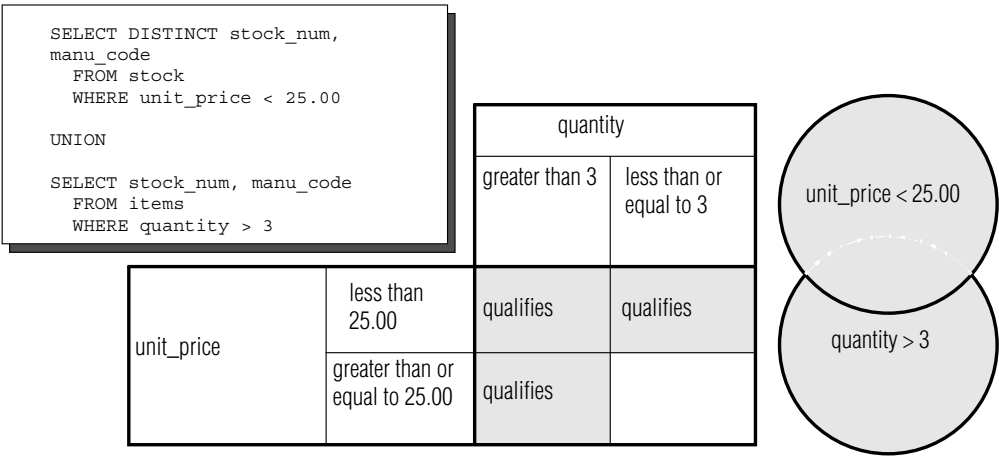 SELECT DISTINCT stock_num,
manu_code
FROM stock
WHERE unit_price < 25.00
UNION
SELECT stock_num, manu_code
FROM items
WHERE quantity > 3
quantity
greater than 3
less than or
equal to 3
unit_price
less than
25.00
qualifies
qualifies
greater than or
equal to 25.00
qualifies
unit_price < 25.00
quantity > 3